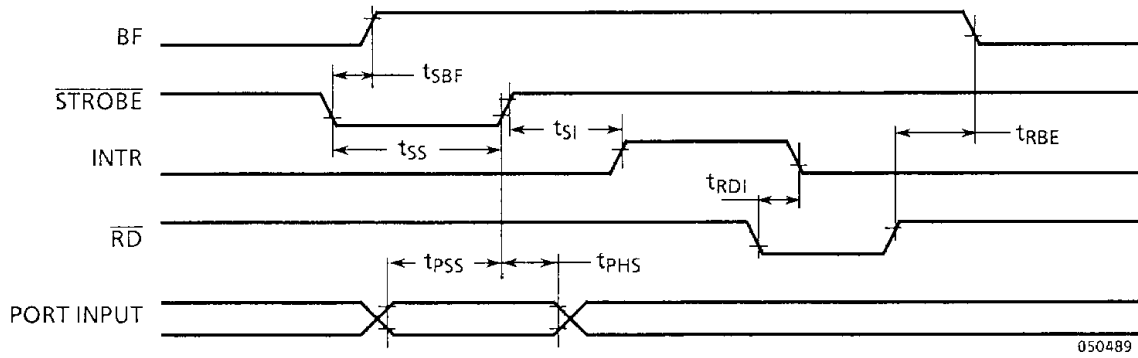 BF
tSBF
STROBE
tSS
tSI
tRBE
INTR
tRDI
RD
tPSS
tPHS
PORT INPUT
050489